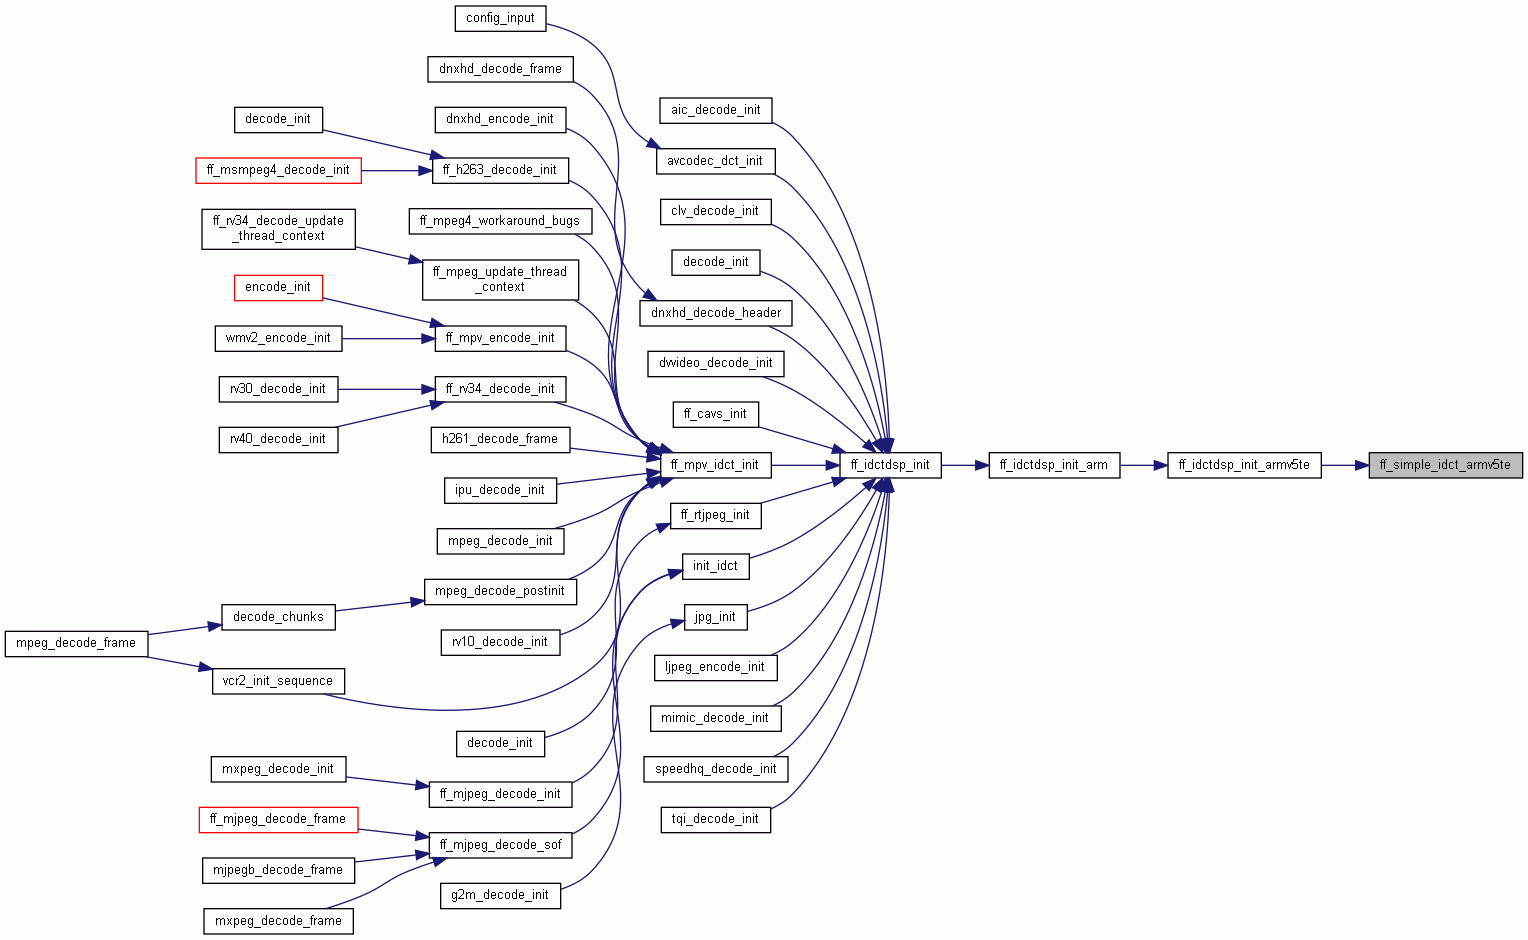 config_input
dnxhd_decode_frame
aic_decode_init
decode_init
dnxhd_encode_init
avcodec_dct_init
ff_msmpeg4_decode_init
ff_h263_decode_init
clv_decode_init
ff_rv34_decode_update
_thread_context
ff_mpeg4_workaround_bugs
decode_init
ff_mpeg_update_thread
_context
encode_init
dnxhd_decode_header
wmv2_encode_init
ff_mpv_encode_init
dvvideo_decode_init
rv30_decode_init
ff_rv34_decode_init
ff_cavs_init
rv40_decode_init
h261_decode_frame
ff_mpv_idct_init
ff_idctdsp_init
ff_idctdsp_init_arm
ff_idctdsp_init_armv5te
ff_simple_idct_armv5te
ipu_decode_init
ff_rtjpeg_init
mpeg_decode_init
init_idct
mpeg_decode_postinit
decode_chunks
jpg_init
mpeg_decode_frame
rv10_decode_init
ljpeg_encode_init
vcr2_init_sequence
mimic_decode_init
decode_init
mxpeg_decode_init
speedhq_decode_init
ff_mjpeg_decode_init
ff_mjpeg_decode_frame
tqi_decode_init
ff_mjpeg_decode_sof
mjpegb_decode_frame
g2m_decode_init
mxpeg_decode_frame